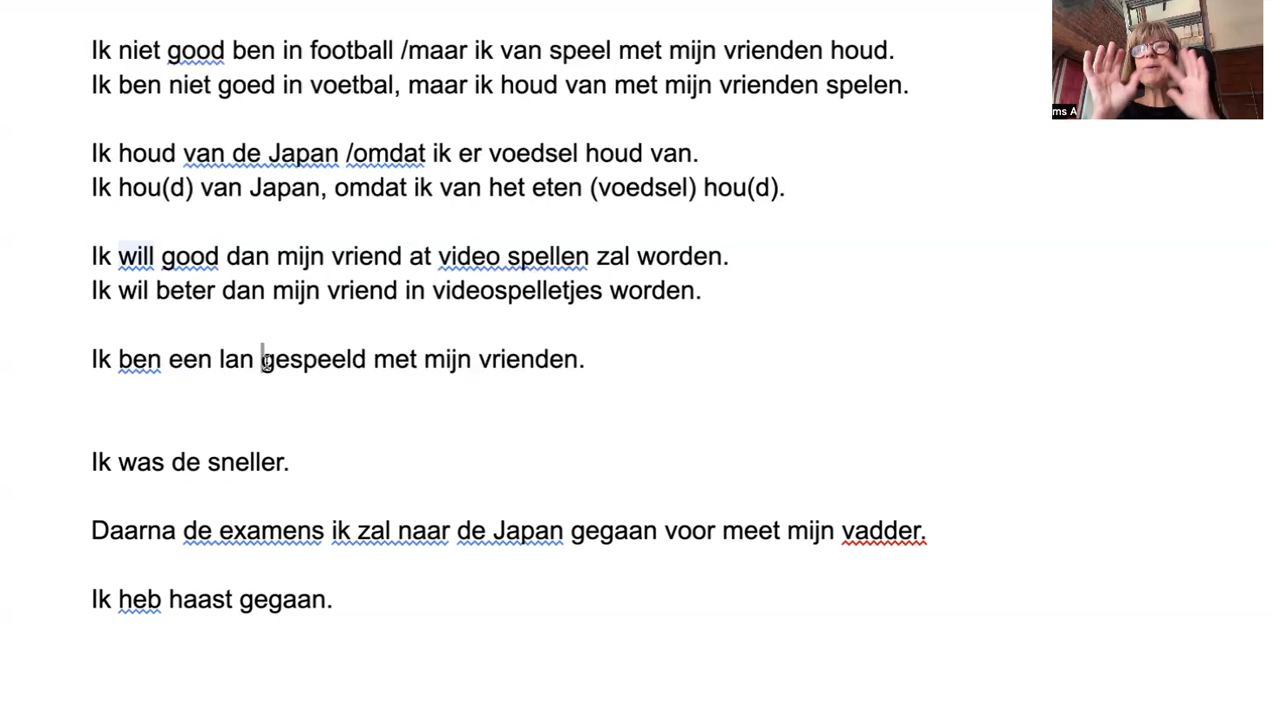 Ik niet good ben in football /maar ik van speel met mijn vrienden houd.
Ik ben niet goed in voetbal, maar ik houd van met mijn vrienden spelen.
Ik houd van de Japan /omdat ik er voedsel houd van.
Ik hou(d) van Japan, omdat ik van het eten (voedsel) hou(d).
Ik will good dan mijn vriend at video spellen zal worden.
Ik wil beter dan mijn vriend in videospelletjes worden.
Ik ben een lan gespeeld met mijn vrienden.
Ik was de sneller.
Daarna de examens ik zal naar de Japan gegaan voor meet mijn vadder.
Ik heb haast gegaan.
ms A